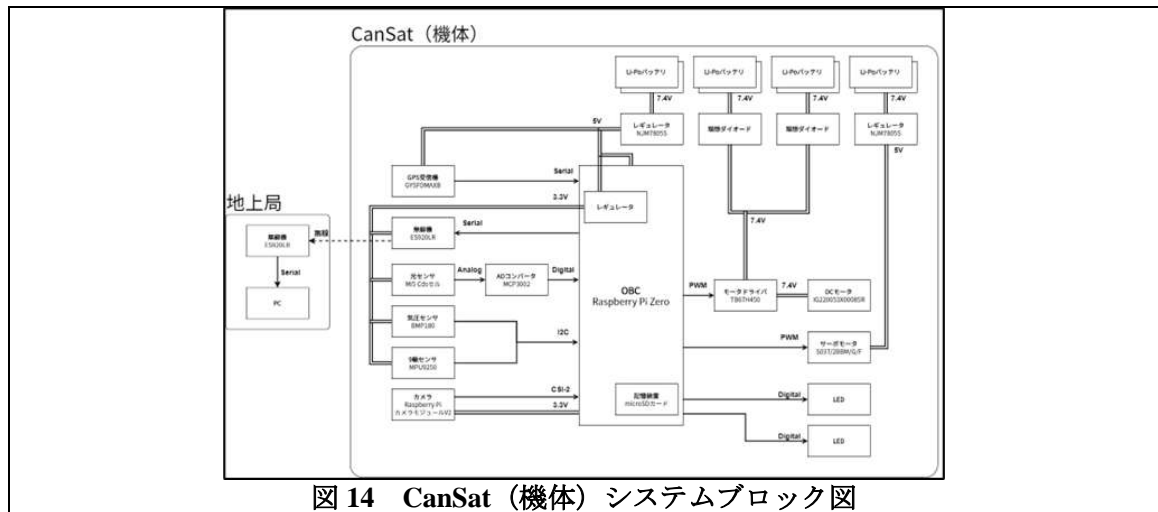 CanSat（機体）
Li-Poバッテリ
Li-Poバッテリ
Li-Poバッテリ
Li-Poバッテリ
7.4V
7.4V
7.4V
7.4V
5V
レギュレータ
NJM7805S
理想ダイオード
理想ダイオード
レギュレータ
NJM7805S
5V
GPS受信機
Serial
3.3V
レギュレータ
7.4V
地上局
無線機
ES920LR
無線
無線機
ES920LR
Serial
Serial
PC
光センサ
Analog
ADコンバータ
MCP3002
Digital
OBC
Raspberry Pi Zero
PWM
モータドライバ
TB67H450
7.4V
DCモータ
気圧センサ
BMP180
I2C
9軸センサ
MPU9250
PWM
サーボモータ
カメラ
Raspberry Pi
カメラモジュールV2
CSI-2
3.3V
記憶装置
microSDカード
Digital
LED
Digital
LED
図 14　CanSat（機体）システムブロック図